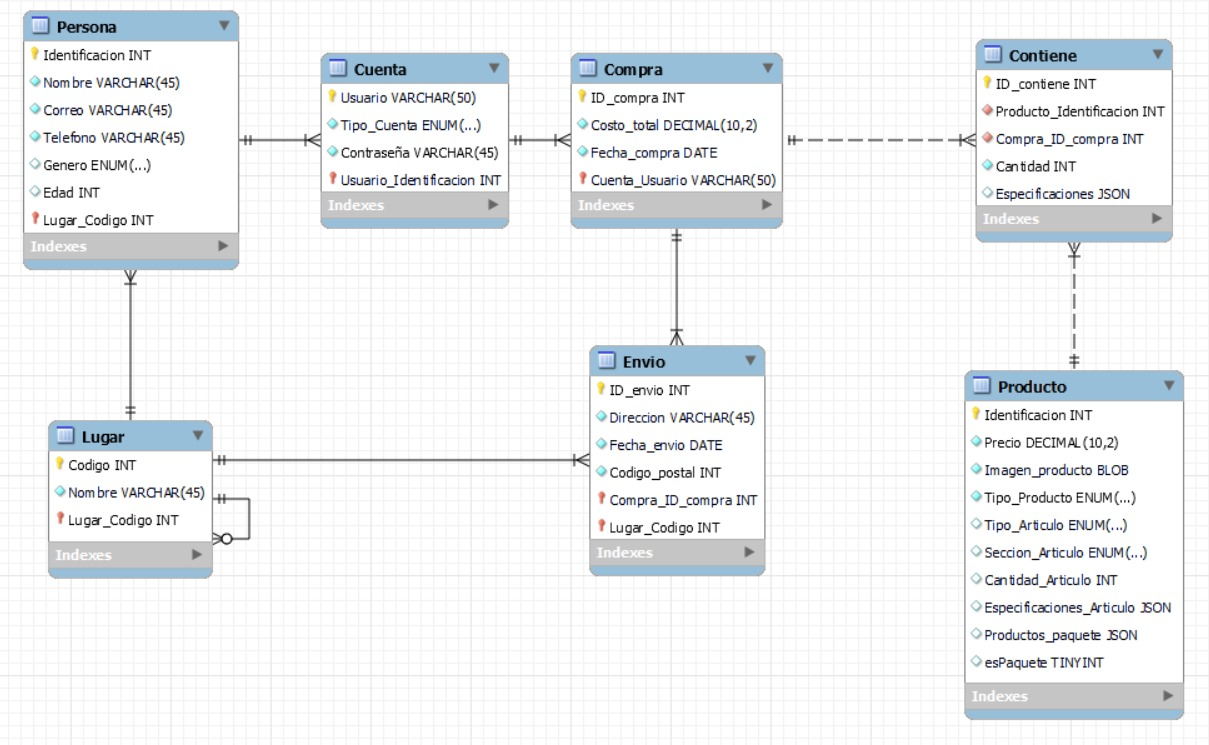 Persona
Identificacion INT
Nombre VARCHAR(45)
Correo VARCHAR(45)
Telefono VARCHAR(45)
Genero ENUM(...)
Edad INT
Lugar_Codigo INT
Indexes
Cuenta
Usuario VARCHAR(50)
Tipo_Cuenta ENUM(...)
Contraseña VARCHAR(45)
Usuario_Identificacion INT
Indexes
Compra
ID_compra INT
Costo_total DECIMAL(10,2)
Fecha_compra DATE
Cuenta_Usuario VARCHAR(50)
Indexes
Contiene
ID_contiene INT
Producto_Identificacion INT
Compra_ID_compra INT
Cantidad INT
Especificaciones JSON
Indexes
Lugar
Codigo INT
Nombre VARCHAR(45)
Lugar_Codigo INT
Indexes
Envio
ID_envio INT
Direccion VARCHAR(45)
Fecha_envio DATE
Codigo_postal INT
Compra_ID_compra INT
Lugar_Codigo INT
Indexes
Producto
Identificacion INT
Precio DECIMAL(10,2)
Imagen_producto BLOB
Tipo_Producto ENUM(...)
Tipo_Articulo ENUM(...)
Seccion_Articulo ENUM(...)
Cantidad_Articulo INT
Especificaciones_Articulo JSON
Productos_paquete JSON
esPaquete TINYINT
Indexes